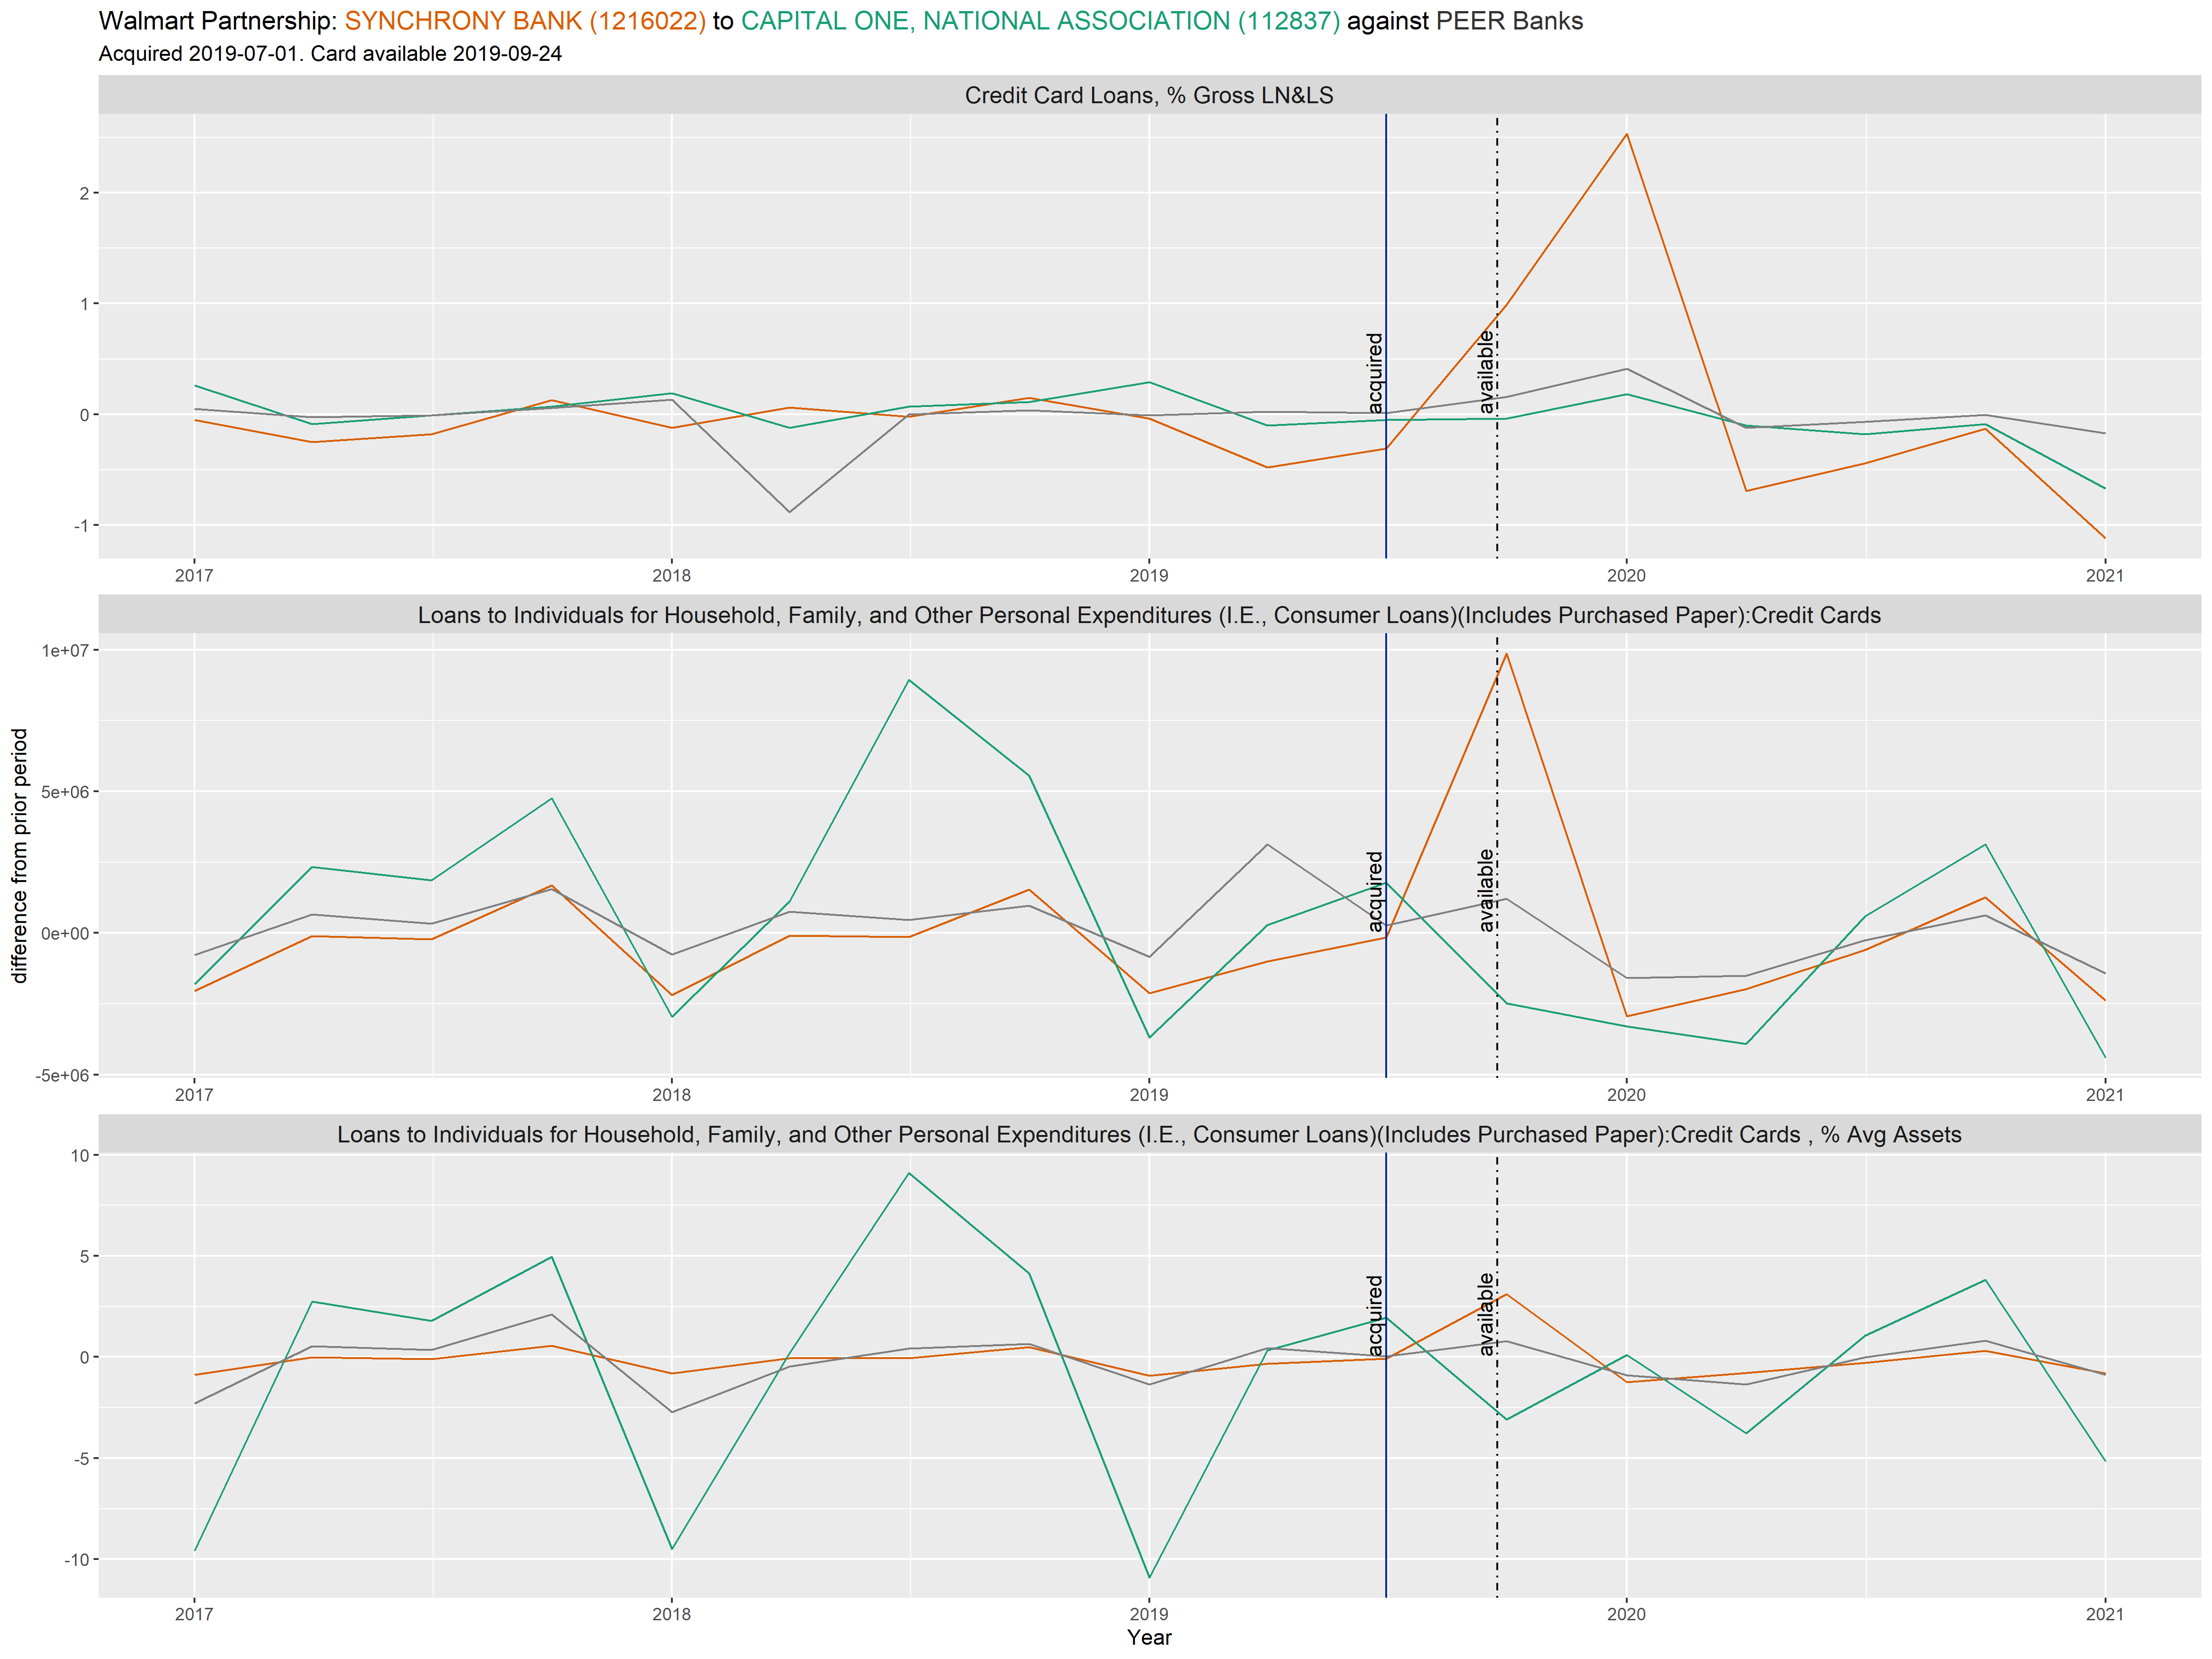 Walmart Partnership: SYNCHRONY BANK (1216022) to CAPITAL ONE, NATIONAL ASSOCIATION (112837) against PEER Banks
Acquired 2019-07-01. Card available 2019-09-24
Credit Card Loans, % Gross LN&LS
2
1
0
-1
acquired
available
2017 2018 2019 2020 2021
Loans to Individuals for Household, Family, and Other Personal Expenditures (I.E., Consumer Loans)(Includes Purchased Paper):Credit Cards
difference from prior period
1e+07
5e+06
0e+00
-5e+06
acquired
available
2017 2018 2019 2020 2021
Loans to Individuals for Household, Family, and Other Personal Expenditures (I.E., Consumer Loans)(Includes Purchased Paper):Credit Cards , % Avg Assets
10
5
0
-5
-10
acquired
available
2017 2018 2019 2020 2021
Year